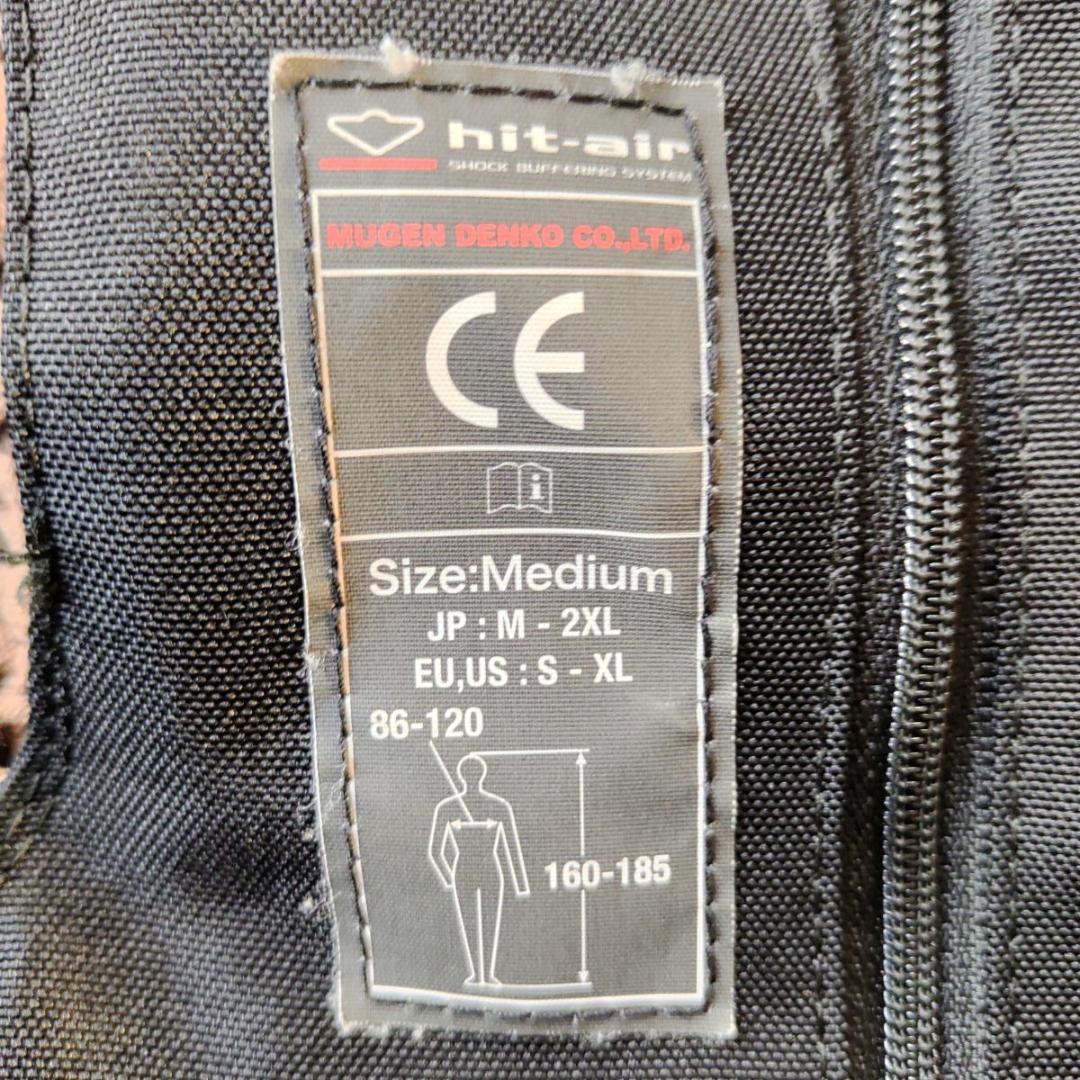 hit-air
SHOCK BUFFERING SYSTEM
MUGEN DENKO CO.,LTD.
CE
i
Size:Medium
JP : M - 2XL
EU,US : S - XL
86-120
160-185